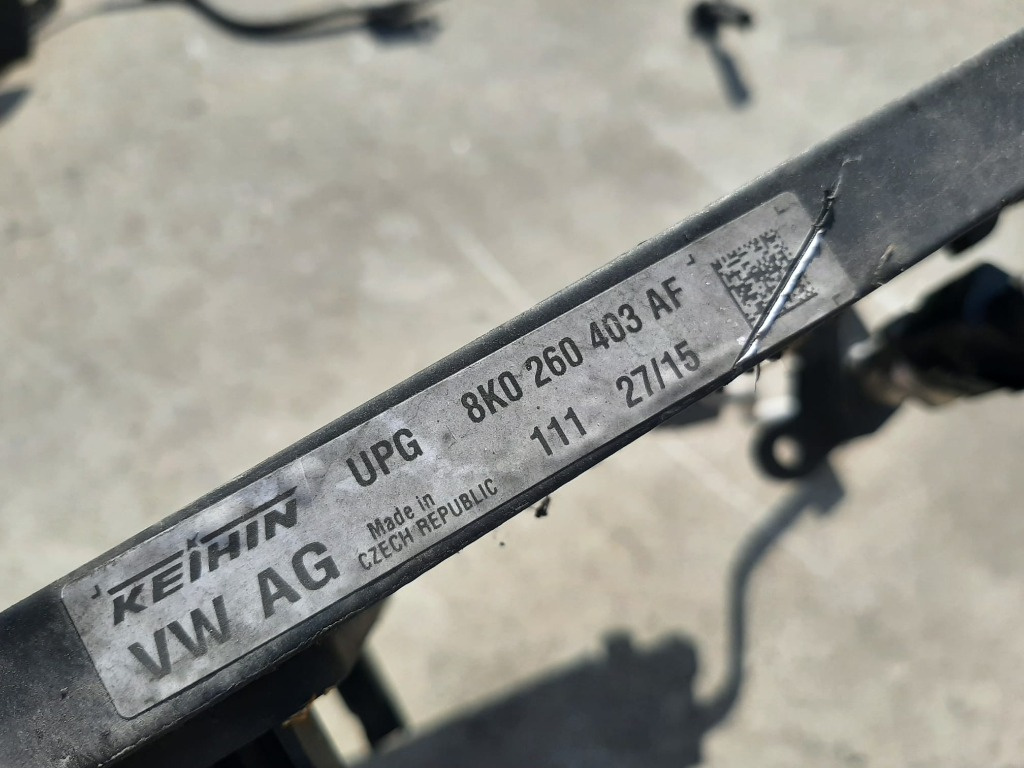 KEIHIN UPG 8K0 260 403 AF
VW AG Made in 111 27/15
CZECH REPUBLIC